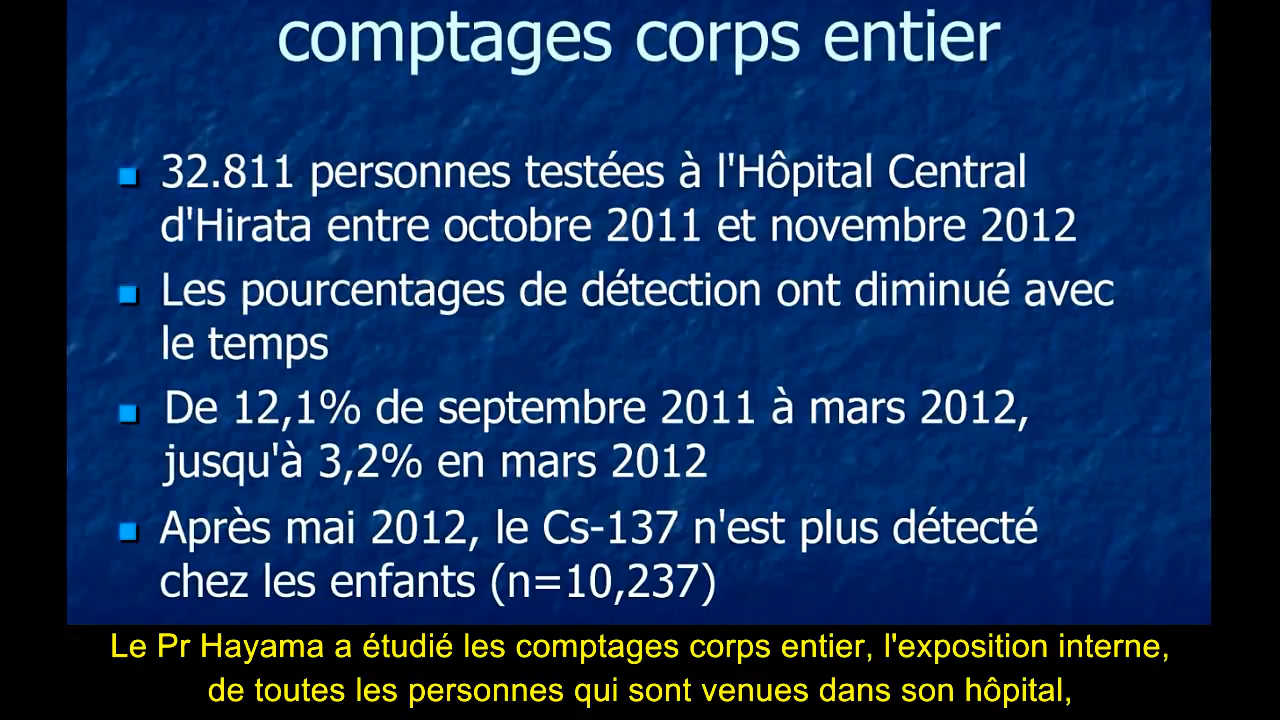 comptages corps entier
32.811 personnes testées à l'Hôpital Central
d'Hirata entre octobre 2011 et novembre 2012
Les pourcentages de détection ont diminué avec
le temps
De 12,1% de septembre 2011 à mars 2012,
jusqu'à 3,2% en mars 2012
Après mai 2012, le Cs-137 n'est plus détecté
chez les enfants (n=10,237)
Le Pr Hayama a étudié les comptages corps entier, l'exposition interne,
de toutes les personnes qui sont venues dans son hôpital,